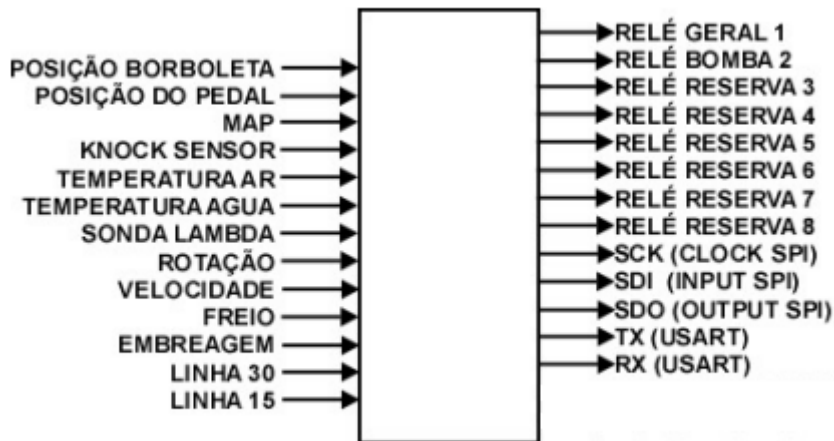 POSIÇÃO BORBOLETA
POSIÇÃO DO PEDAL
MAP
KNOCK SENSOR
TEMPERATURA AR
TEMPERATURA AGUA
SONDA LAMBDA
ROTAÇÃO
VELOCIDADE
FREIO
EMBREAGEM
LINHA 30
LINHA 15
RELÉ GERAL 1
RELÉ BOMBA 2
RELÉ RESERVA 3
RELÉ RESERVA 4
RELÉ RESERVA 5
RELÉ RESERVA 6
RELÉ RESERVA 7
RELÉ RESERVA 8
SCK (CLOCK SPI)
SDI (INPUT SPI)
SDO (OUTPUT SPI)
TX (USART)
RX (USART)